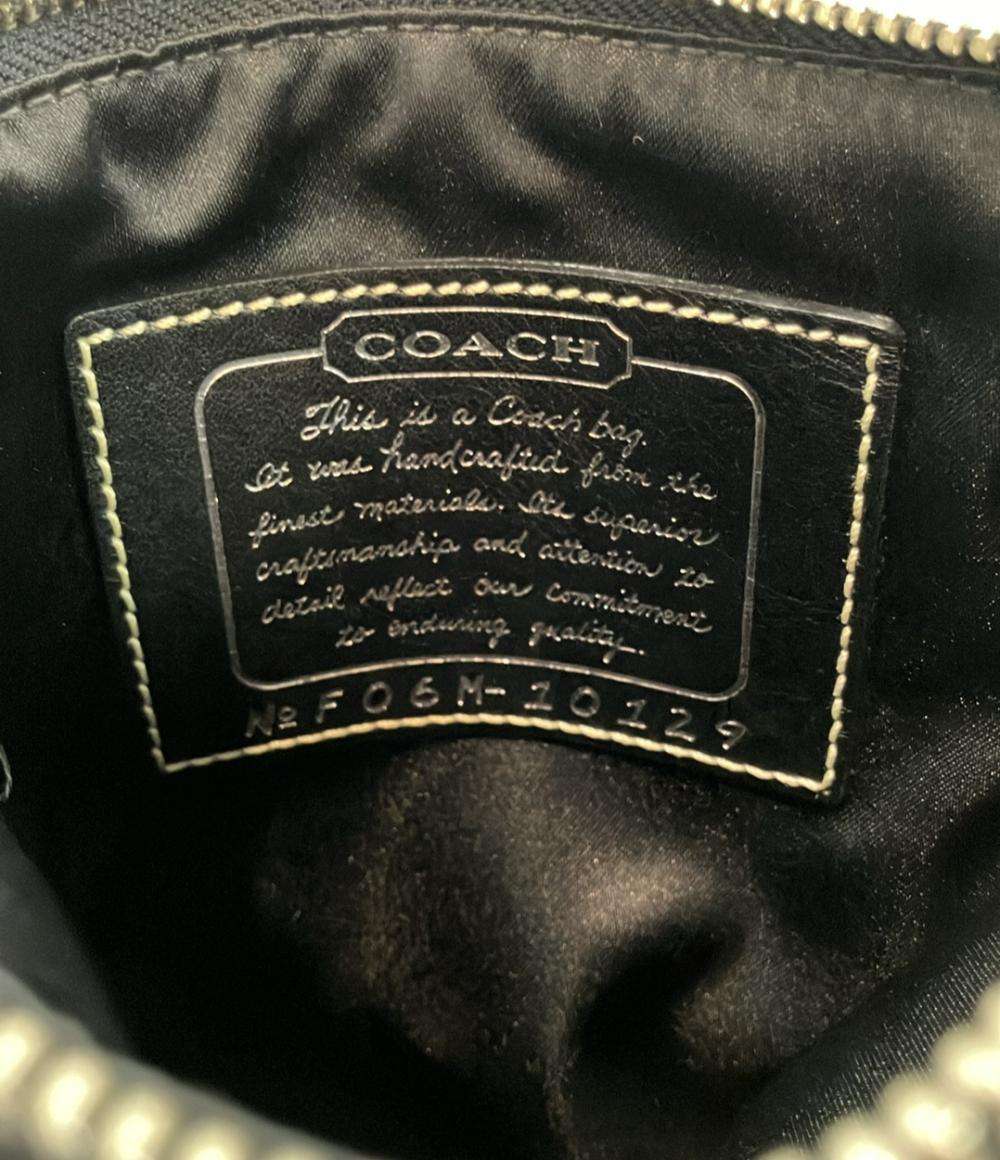 COACH
This is a Coach bag.
It was handcrafted from the
finest materials. Its superior
craftsmanship and attention to
detail reflect our commitment
to enduring quality.
Nº F06M-10129